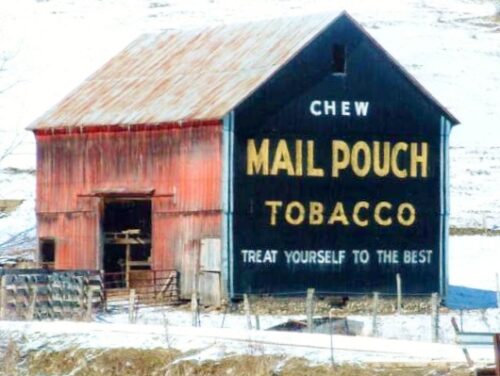 CHEW
MAIL POUCH
TOBACCO
TREAT YOURSELF TO THE BEST